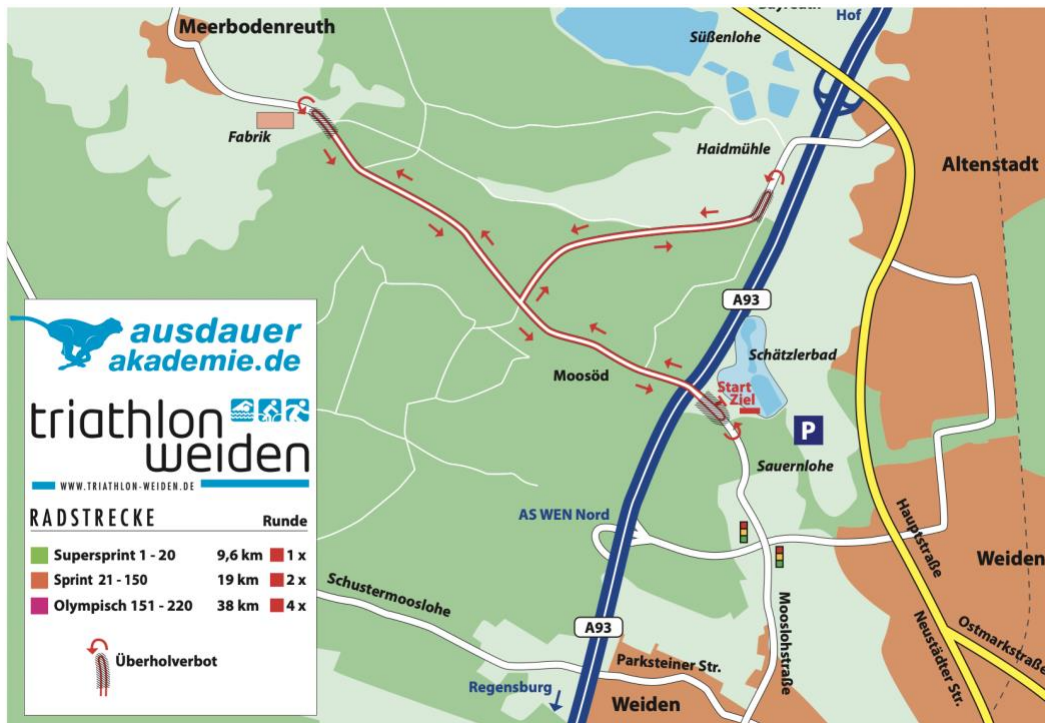 Meerbodenreuth
Bayreuth
Hof
Süßenlohe
Fabrik
Haidmühle
Altenstadt
A93
Schätzlerbad
Moosöd
Start
Ziel
P
Sauernlohe
AS WEN Nord
Hauptstraße
Weiden
Schustermooslohe
A93
Mooslohstraße
Neustädter Str.
Ostmarkstraße
Parksteiner Str.
Regensburg
Weiden
ausdauer
akademie.de
triathlon
weiden
WWW.TRIATHLON-WEIDEN.DE
RADSTRECKE Runde
Supersprint 1 - 20 9,6 km 1 x
Sprint 21 - 150 19 km 2 x
Olympisch 151 - 220 38 km 4 x
Überholverbot